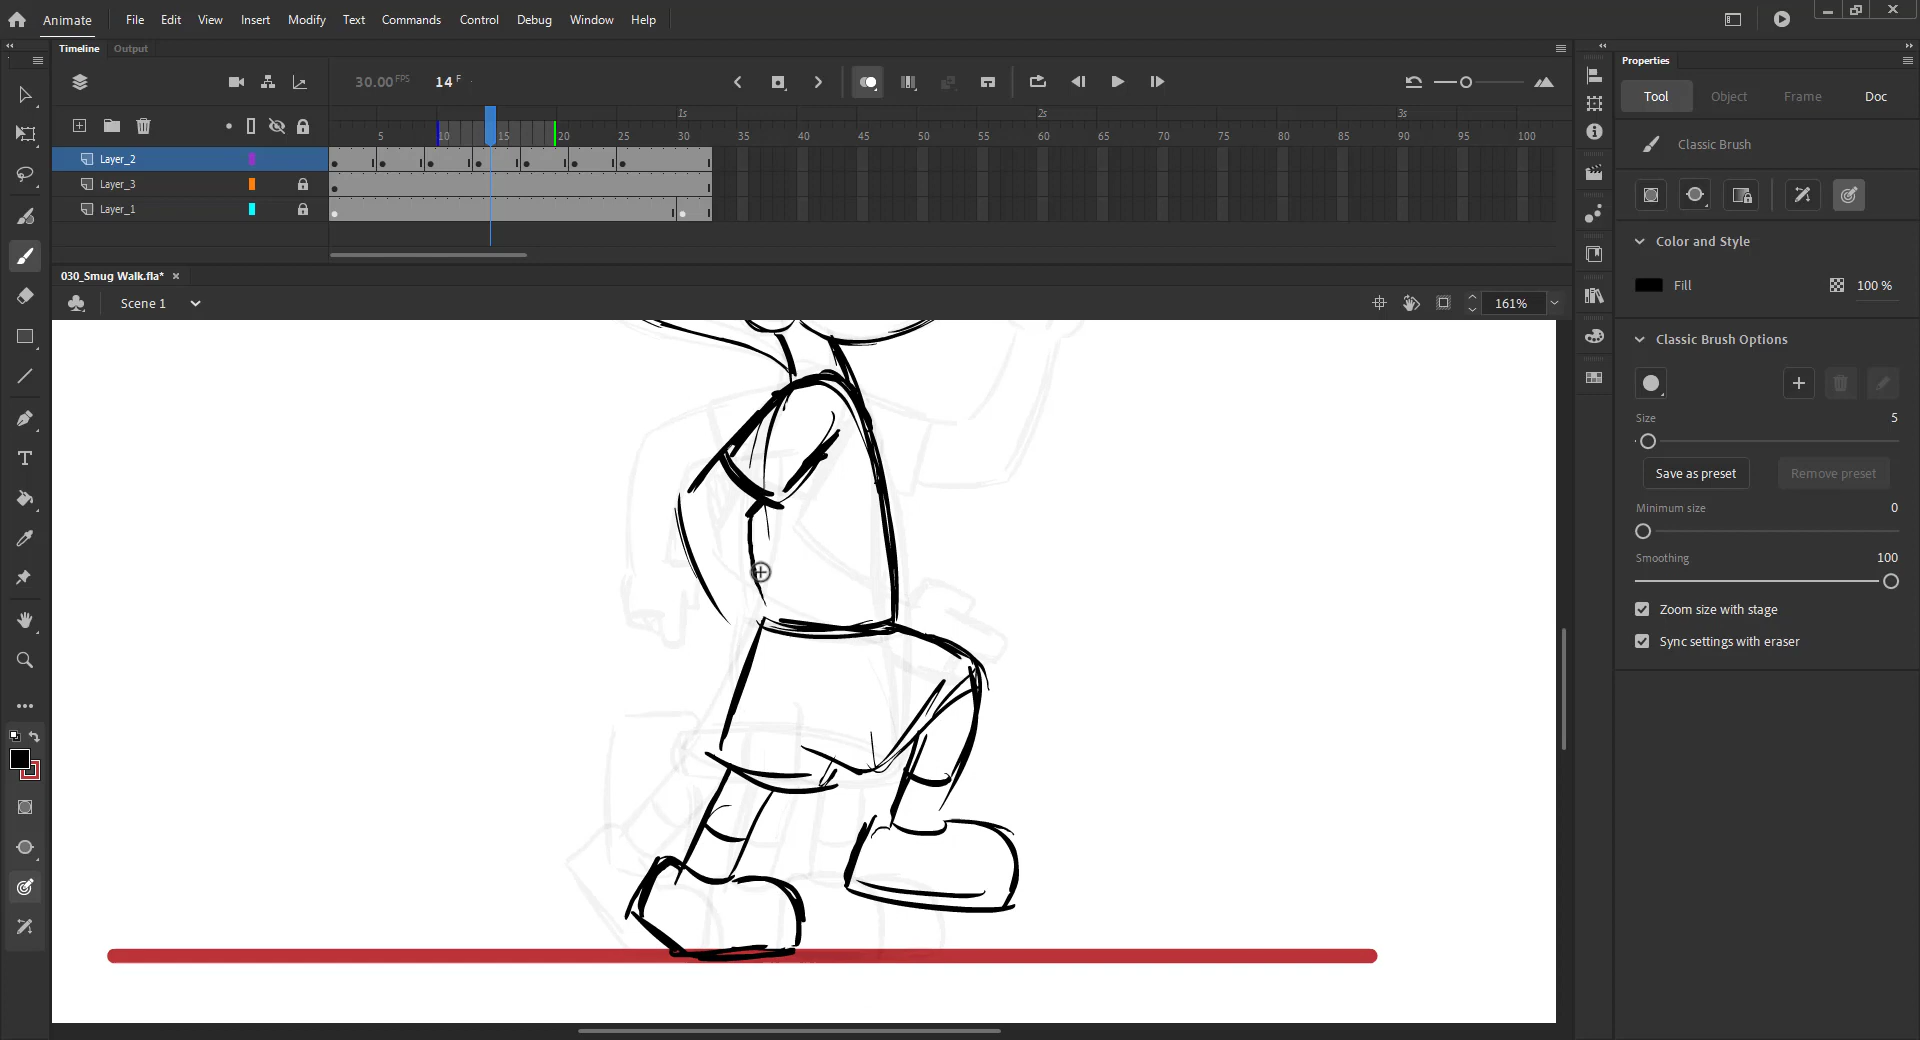 Animate File Edit View Insert Modify Text Commands Control Debug Window Help
Timeline Output
Properties
30.00 FPS 14 F
Tool Object Frame Doc
1s 2s 3s
5 10 15 20 25 30 35 40 45 50 55 60 65 70 75 80 85 90 95 100
Classic Brush
Layer_2
Layer_3
Layer_1
Color and Style
030_Smug Walk.fla* ×
Fill 100 %
Scene 1 161%
Classic Brush Options
Size 5
Save as preset Remove preset
Minimum size 0
Smoothing 100
Zoom size with stage
Sync settings with eraser